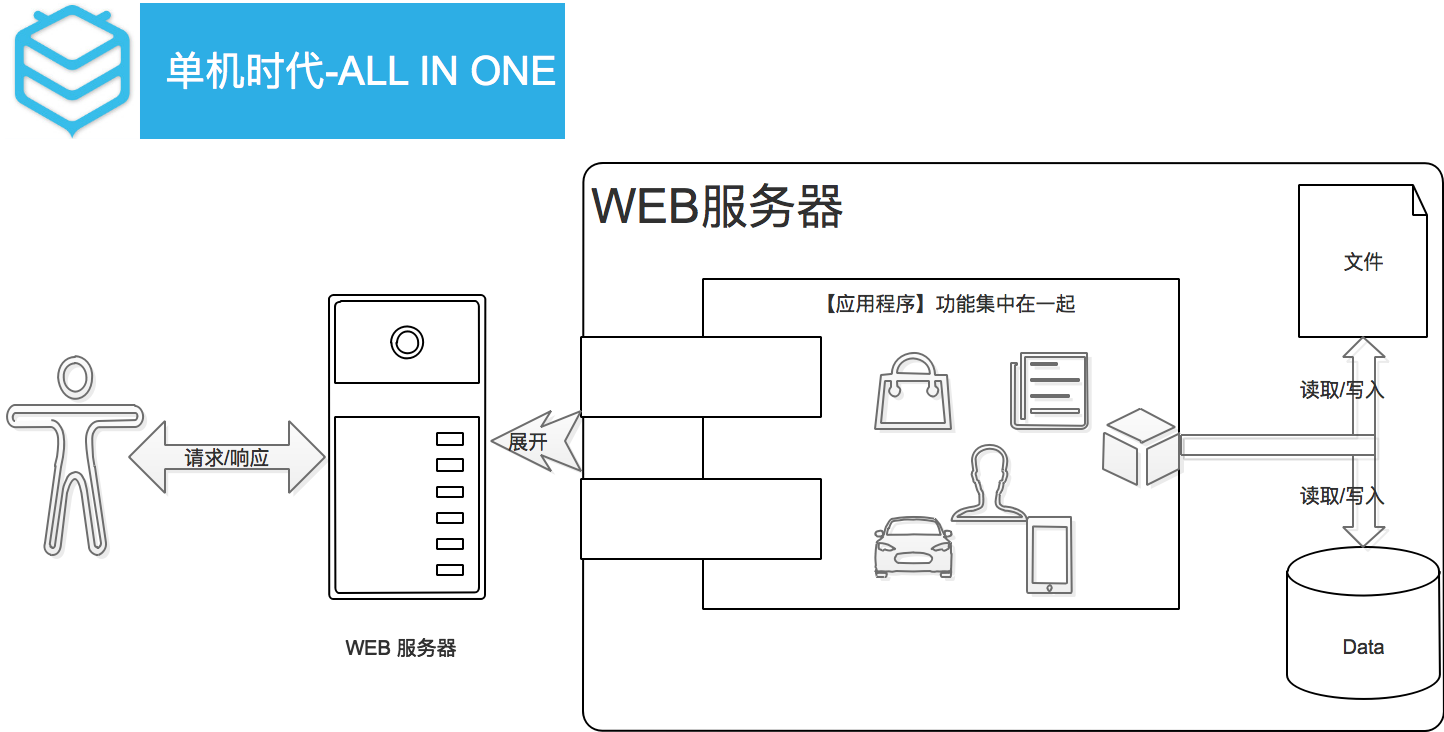 单机时代-ALL IN ONE
WEB服务器
文件
【应用程序】功能集中在一起
读取/写入
展开
请求/响应
读取/写入
WEB 服务器
Data